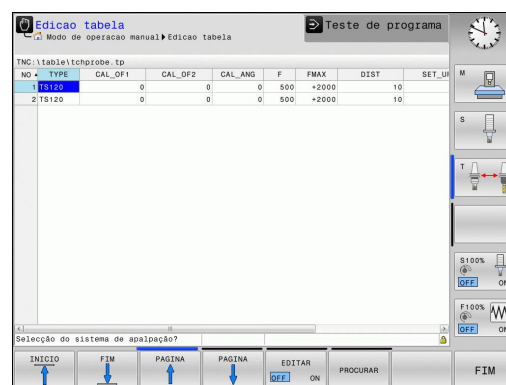 Edicao tabela
Modo de operacao manual Edicao tabela
Teste de programa
TNC:\table\tchprobe.tp
NO TYPE CAL_OF1 CAL_OF2 CAL_ANG F FMAX DIST SET_UP
1 TS120 0 0 0 500 +2000 10
2 TS120 0 0 0 500 +2000 10
Selecção do sistema de apalpação?
M
S
T
S100%
OFF ON
F100%
OFF ON
INICIO FIM PAGINA PAGINA EDITAR PROCURAR FIM
OFF ON